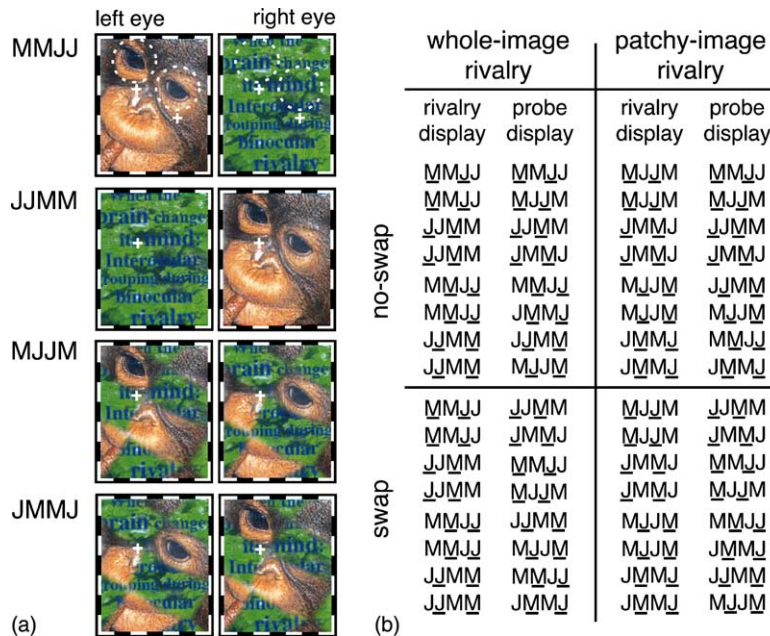 left eye right eye
MMJJ
When the
brain change
it mind:
Interocular
rouping during
binocular
rivalry
JJMM
When the
brain change
it mind:
Interocular
rouping during
binocular
rivalry
MJJM
JMMJ
(a)
whole-image rivalry
patchy-image rivalry
rivalry display probe display rivalry display probe display
no-swap
MMJJ MMJJ MJJM MMJJ
MMJJ MJJM MJJM MJJM
JJMM JJMM JMMJ JJMM
JJMM JMMJ JMMJ JMMJ
MMJJ MMJJ MJJM JJMM
MMJJ JMMJ MJJM MJJM
JJMM JJMM JMMJ MMJJ
JJMM MJJM JMMJ JMMJ
swap
MMJJ JJMM MJJM JJMM
MMJJ JMMJ MJJM JMMJ
JJMM MMJJ JMMJ MMJJ
JJMM MJJM JMMJ MJJM
MMJJ JJMM MJJM MMJJ
MMJJ MJJM MJJM JMMJ
JJMM MMJJ JMMJ JJMM
JJMM JMMJ JMMJ MJJM
(b)